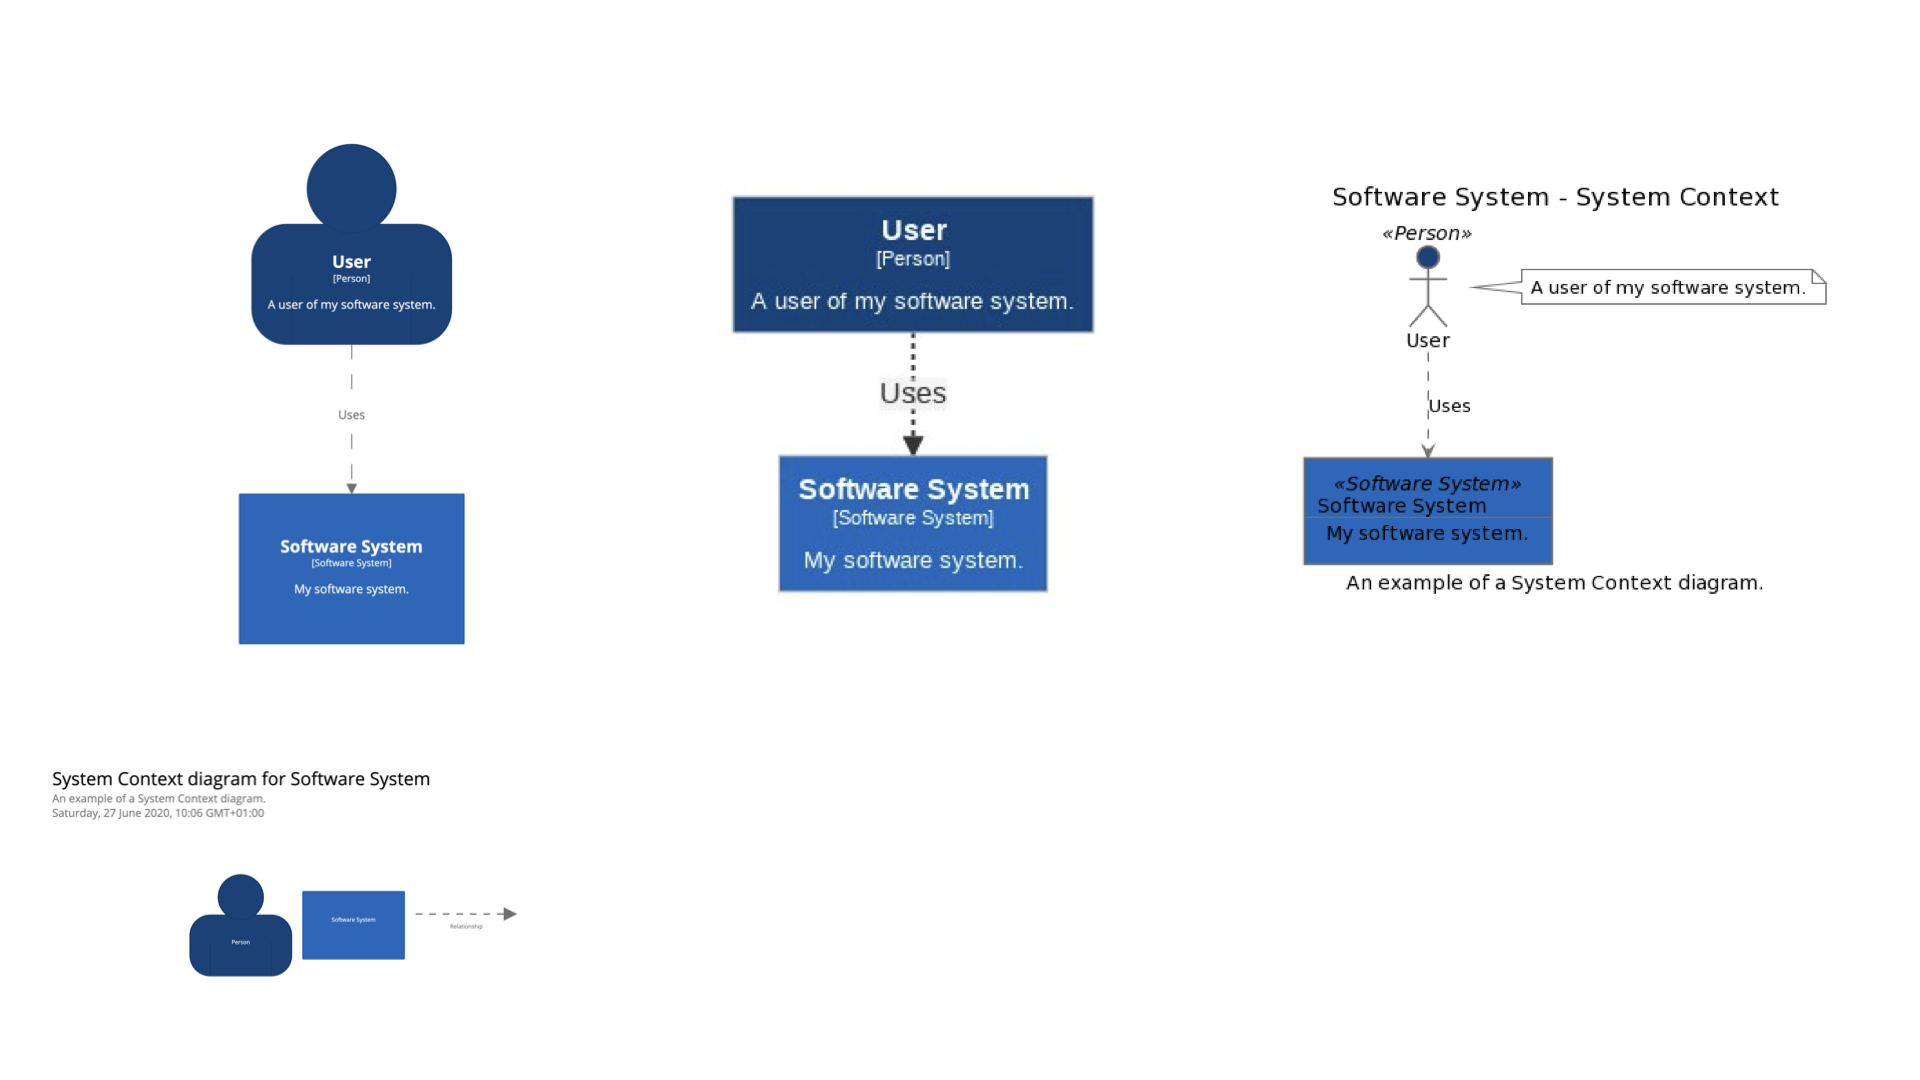 User
[Person]
A user of my software system.
Uses
Software System
[Software System]
My software system.
System Context diagram for Software System
An example of a System Context diagram.
Saturday, 27 June 2020, 10:06 GMT+01:00
Person
Software System
Relationship
User
[Person]
A user of my software system.
Uses
Software System
[Software System]
My software system.
Software System - System Context
«Person»
A user of my software system.
User
Uses
«Software System»
Software System
My software system.
An example of a System Context diagram.